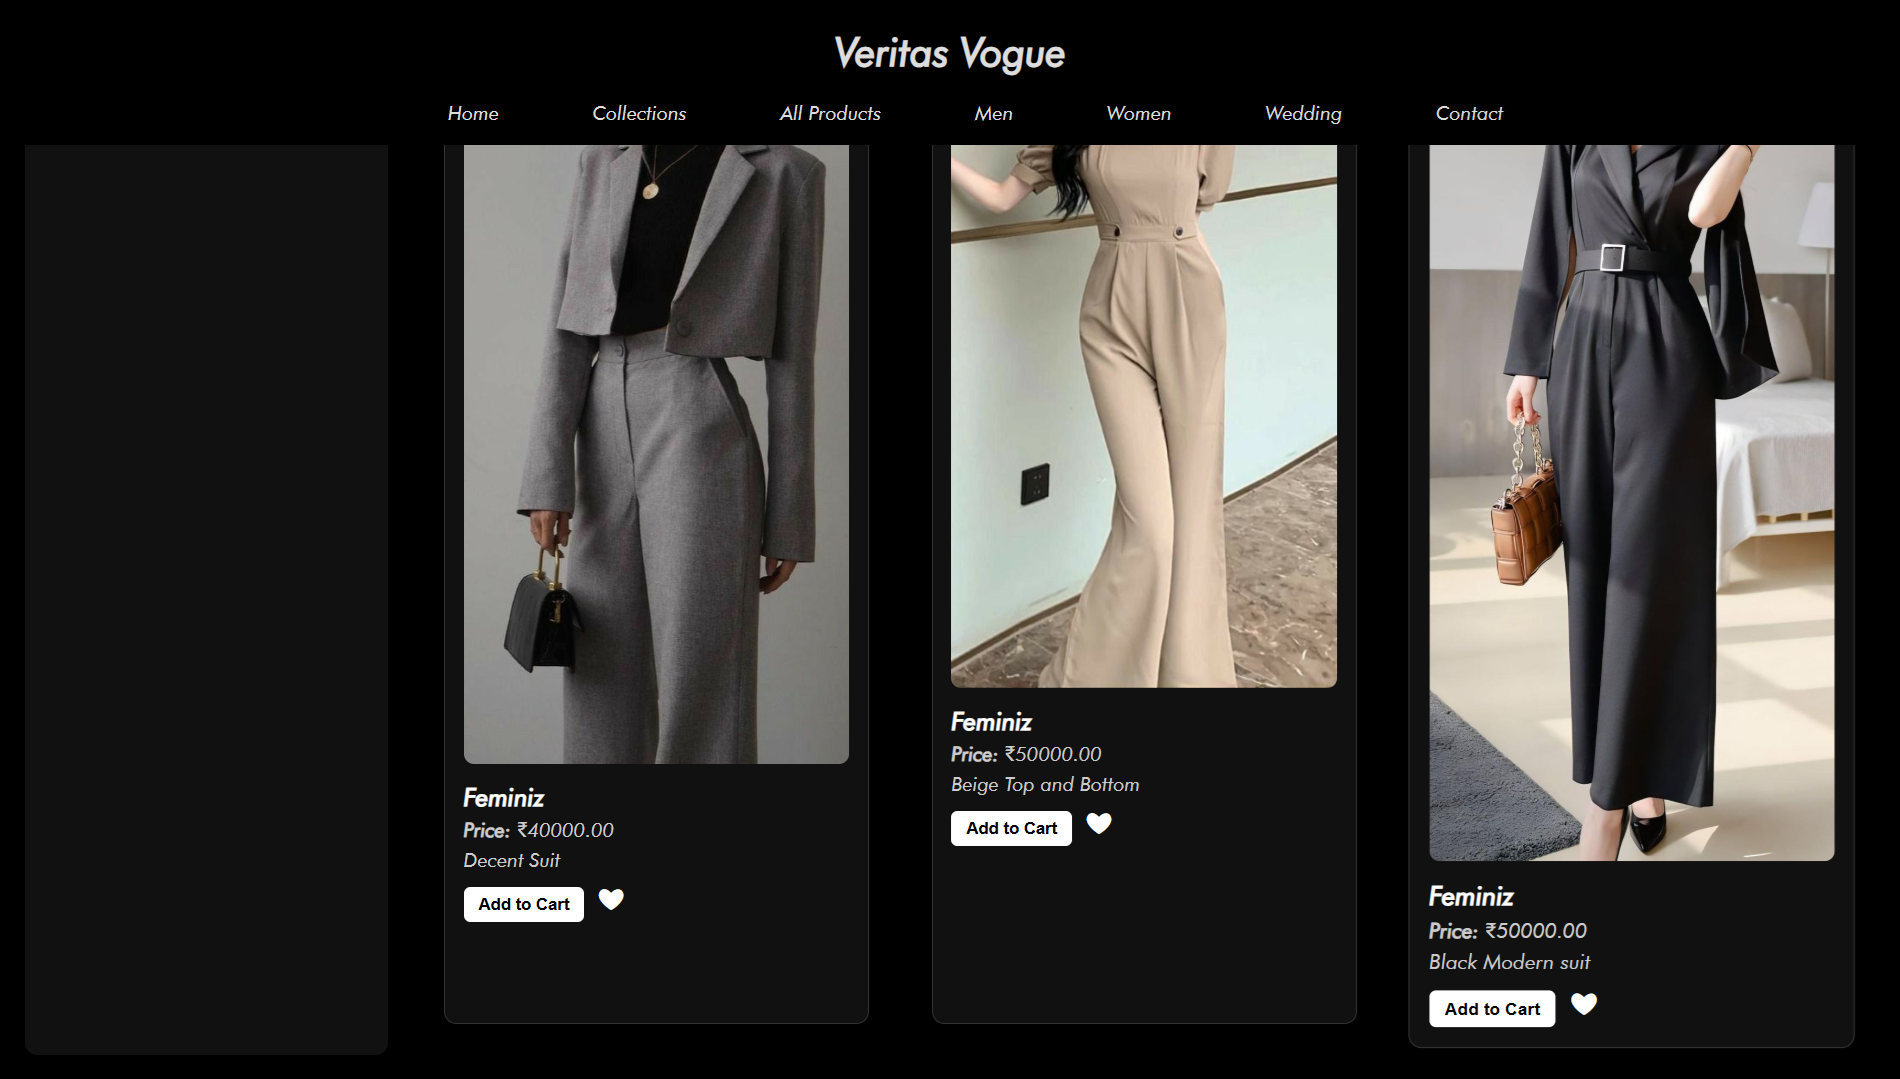 Veritas Vogue
Home Collections All Products Men Women Wedding Contact
Feminiz
Price: ₹40000.00
Decent Suit
Add to Cart
Feminiz
Price: ₹50000.00
Beige Top and Bottom
Add to Cart
Feminiz
Price: ₹50000.00
Black Modern suit
Add to Cart